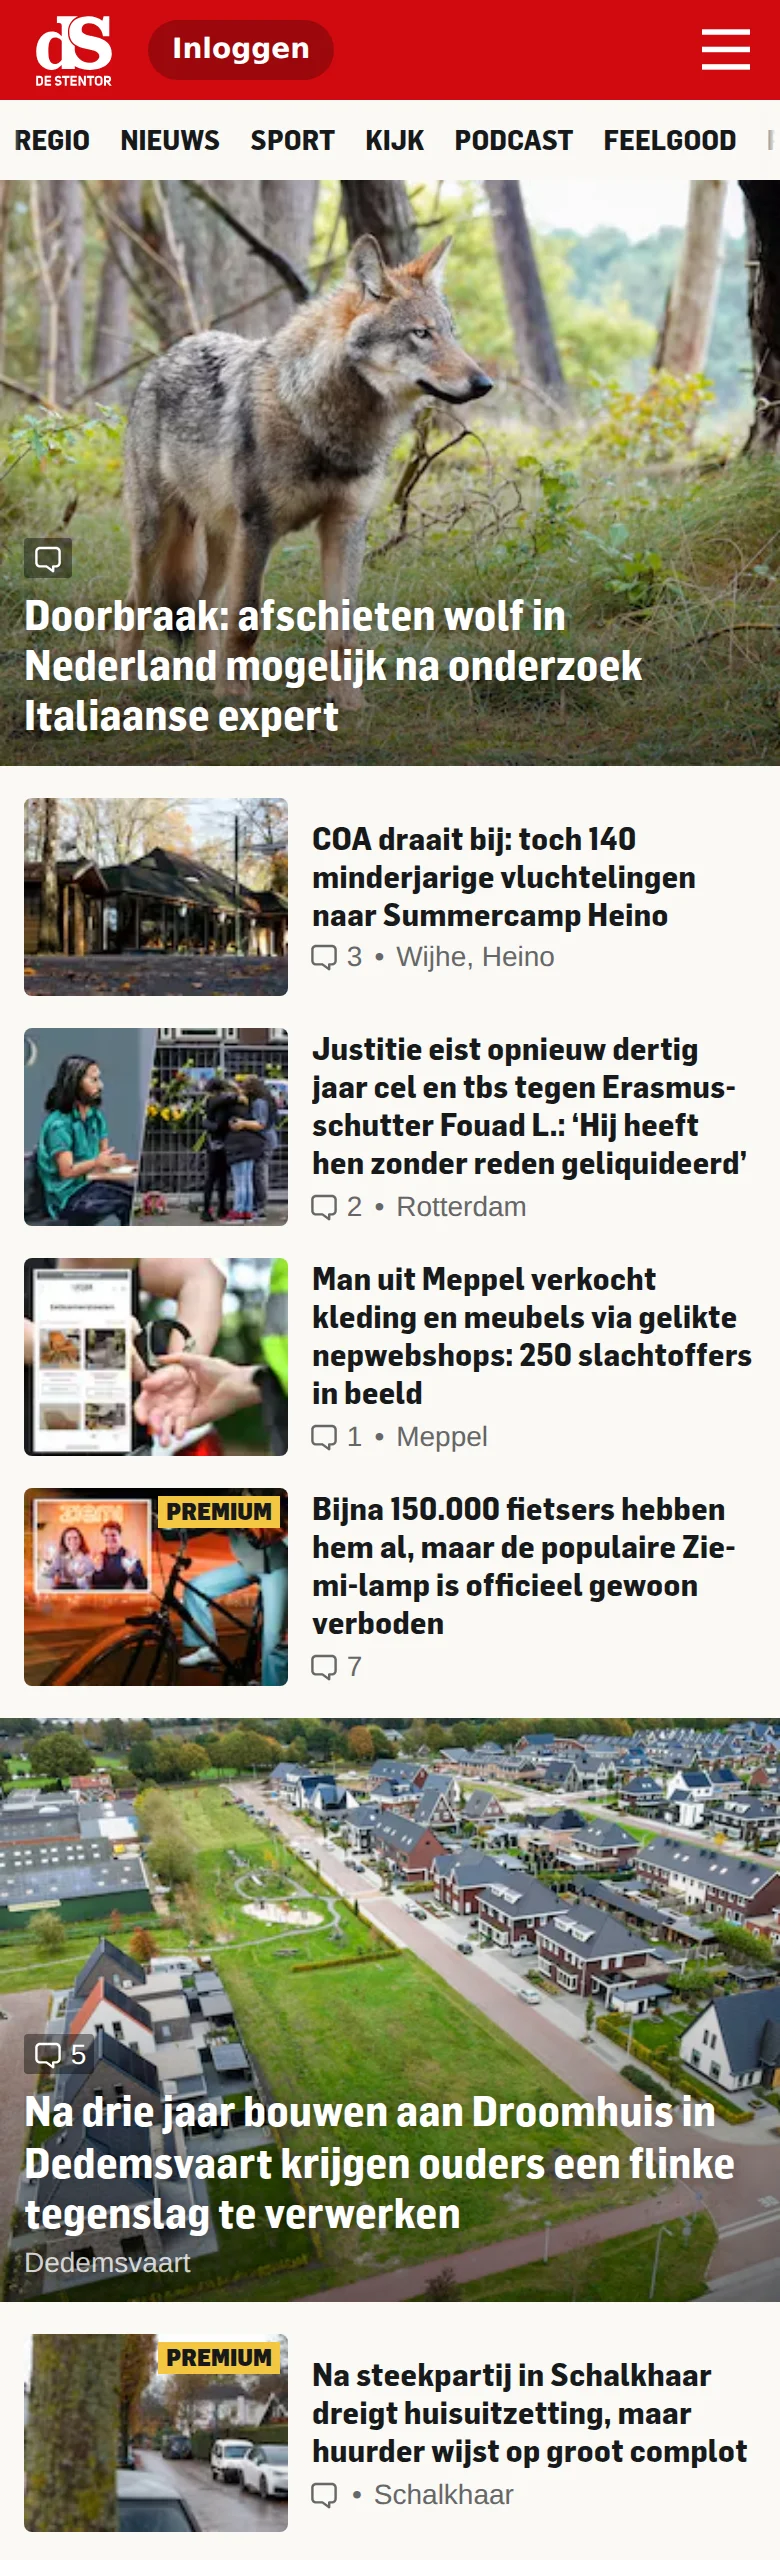 dS
DE STENTOR
Inloggen
REGIO NIEUWS SPORT KIJK PODCAST FEELGOOD
Doorbraak: afschieten wolf in
Nederland mogelijk na onderzoek
Italiaanse expert
COA draait bij: toch 140
minderjarige vluchtelingen
naar Summercamp Heino
3 • Wijhe, Heino
Justitie eist opnieuw dertig
jaar cel en tbs tegen Erasmus-
schutter Fouad L.: ‘Hij heeft
hen zonder reden geliquideerd’
2 • Rotterdam
Man uit Meppel verkocht
kleding en meubels via gelikte
nepwebshops: 250 slachtoffers
in beeld
1 • Meppel
PREMIUM
Bijna 150.000 fietsers hebben
hem al, maar de populaire Zie-
mi-lamp is officieel gewoon
verboden
7
5
Na drie jaar bouwen aan Droomhuis in
Dedemsvaart krijgen ouders een flinke
tegenslag te verwerken
Dedemsvaart
PREMIUM
Na steekpartij in Schalkhaar
dreigt huisuitzetting, maar
huurder wijst op groot complot
• Schalkhaar